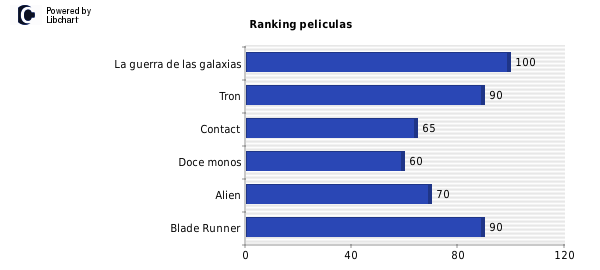 Powered by
Libchart
Ranking peliculas
La guerra de las galaxias 100
Tron 90
Contact 65
Doce monos 60
Alien 70
Blade Runner 90
0 40 80 120